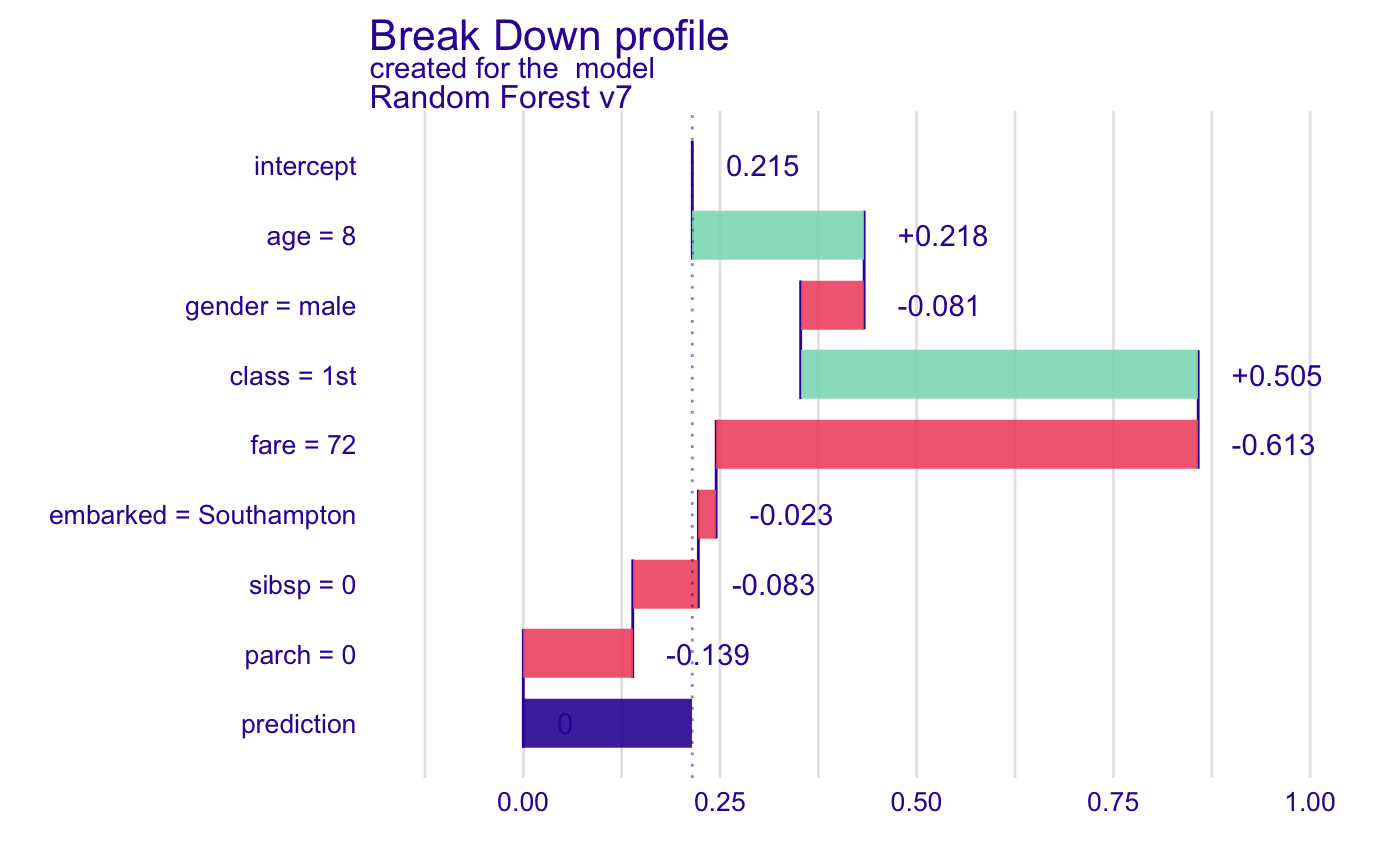 Break Down profile
created for the  model
Random Forest v7
intercept 0.215
age = 8 +0.218
gender = male -0.081
class = 1st +0.505
fare = 72 -0.613
embarked = Southampton -0.023
sibsp = 0 -0.083
parch = 0 -0.139
prediction 0
0.00 0.25 0.50 0.75 1.00